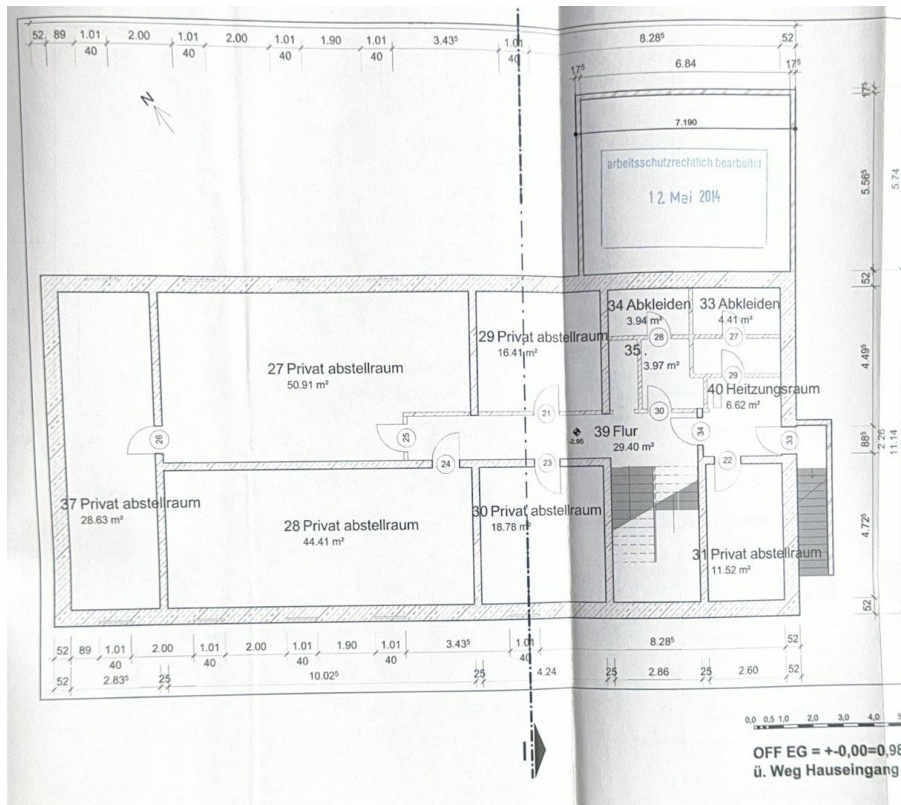 52 89 1.01 2.00 1.01 2.00 1.01 1.90 1.01 3.43⁵ 1.01 8.28⁵ 52
40 40 40 40 40
17⁵ 6.84 17⁵
N
7.190
arbeitsschutzrechtlich bearbeitet
12 Mai 2014
17⁵
5.56⁵
5.74
52
34 Abkleiden
3.94 m²
33 Abkleiden
4.41 m²
28
27
29 Privat abstellraum
16.41 m²
35 .
3.97 m²
4.49⁵
27 Privat abstellraum
50.91 m²
29
40 Heitzungsraum
6.62 m²
21
30
39 Flur
29.40 m²
-2.95
34
33
88⁵
2.26
11.14
26
25
24
23
22
37 Privat abstellraum
28.63 m²
28 Privat abstellraum
44.41 m²
30 Privat abstellraum
18.78 m²
31 Privat abstellraum
11.52 m²
4.72⁵
52
52 89 1.01 2.00 1.01 2.00 1.01 1.90 1.01 3.43⁵ 1.01 8.28⁵ 52
40 40 40 40 40
52 2.83⁵ 25 10.02⁵ 25 4.24 25 2.86 25 2.60 52
I
0,0 0,5 1,0 2,0 3,0 4,0 5
OFF EG = +-0,00=0,98
ü. Weg Hauseingang